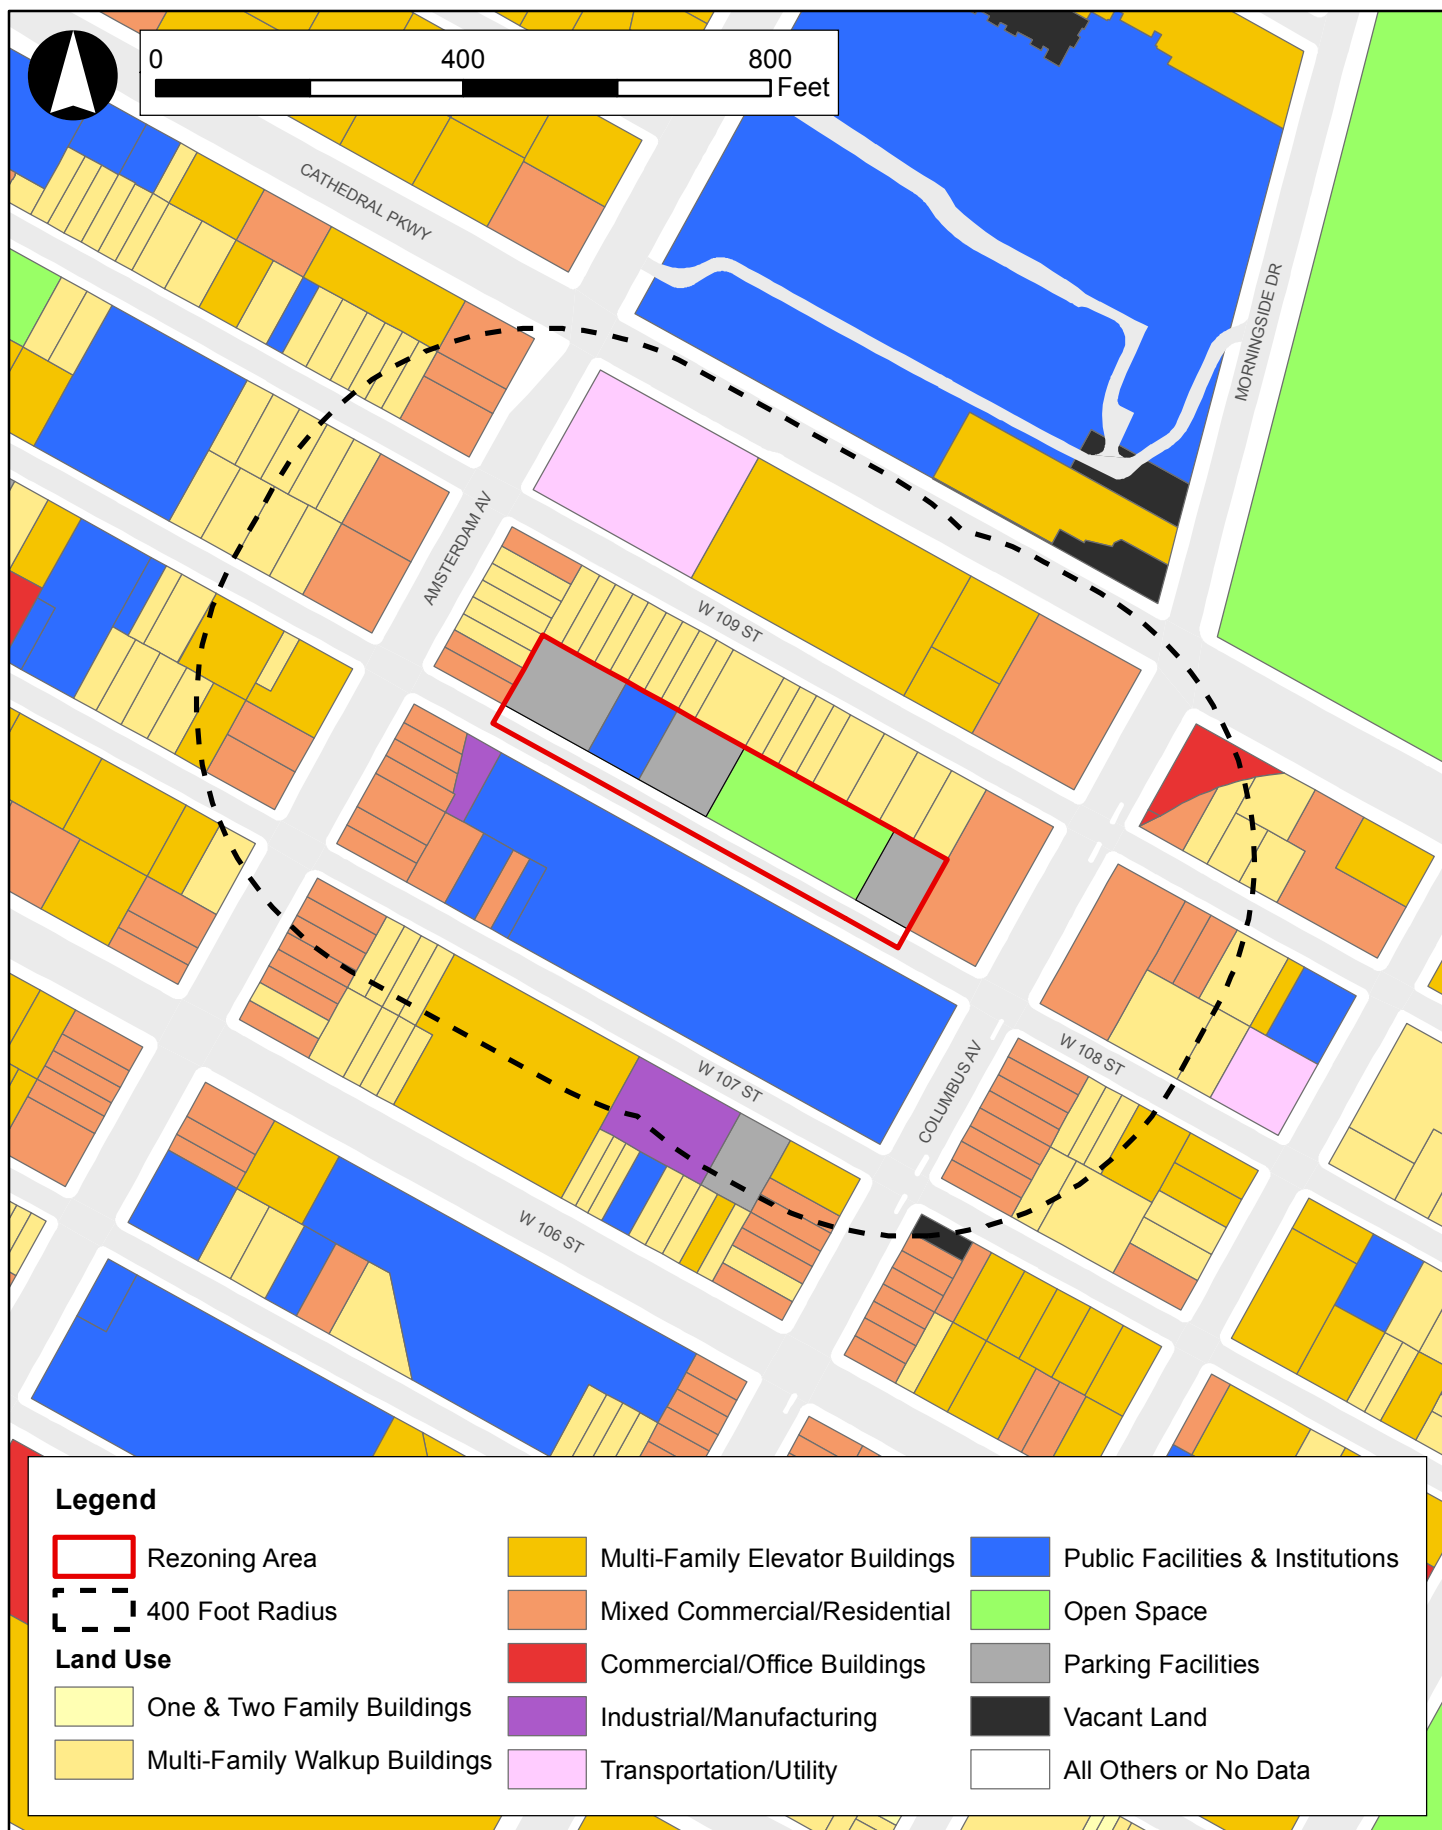 0 400 800
Feet
CATHEDRAL PKWY
MORNINGSIDE DR
AMSTERDAM AV
W 109 ST
W 108 ST
COLUMBUS AV
W 107 ST
W 106 ST
Legend
Rezoning Area
400 Foot Radius
Land Use
One & Two Family Buildings
Multi-Family Walkup Buildings
Multi-Family Elevator Buildings
Mixed Commercial/Residential
Commercial/Office Buildings
Industrial/Manufacturing
Transportation/Utility
Public Facilities & Institutions
Open Space
Parking Facilities
Vacant Land
All Others or No Data